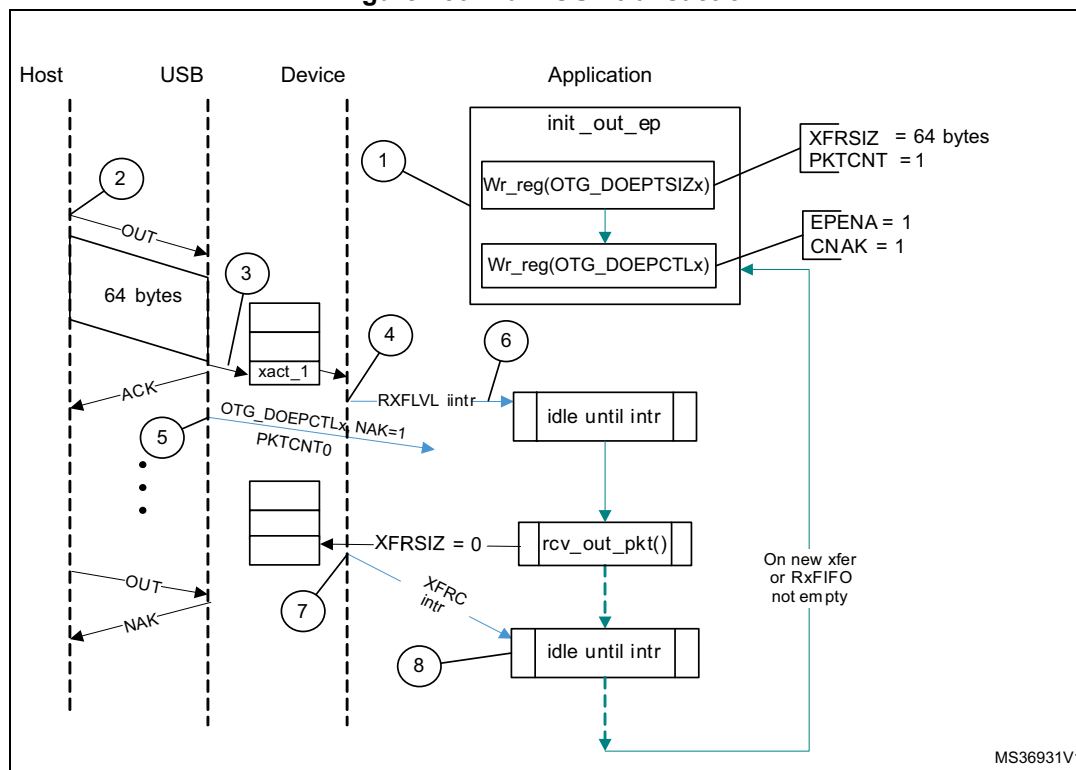 Host USB Device Application
init_out_ep
1
Wr_reg(OTG_DOEPTSIZx)
XFRSIZ = 64 bytes
PKTCNT = 1
2
OUT
Wr_reg(OTG_DOEPCTLx)
EPENA = 1
CNAK = 1
64 bytes
3
4
6
xact_1
ACK
RXFLVL iintr
idle until intr
5
OTG_DOEPCTLx, NAK=1
PKTCNT0
XFRSIZ = 0
rcv_out_pkt()
On new xfer
or RxFIFO
not empty
OUT
7
XFRC
intr
NAK
8
idle until intr
MS36931V1